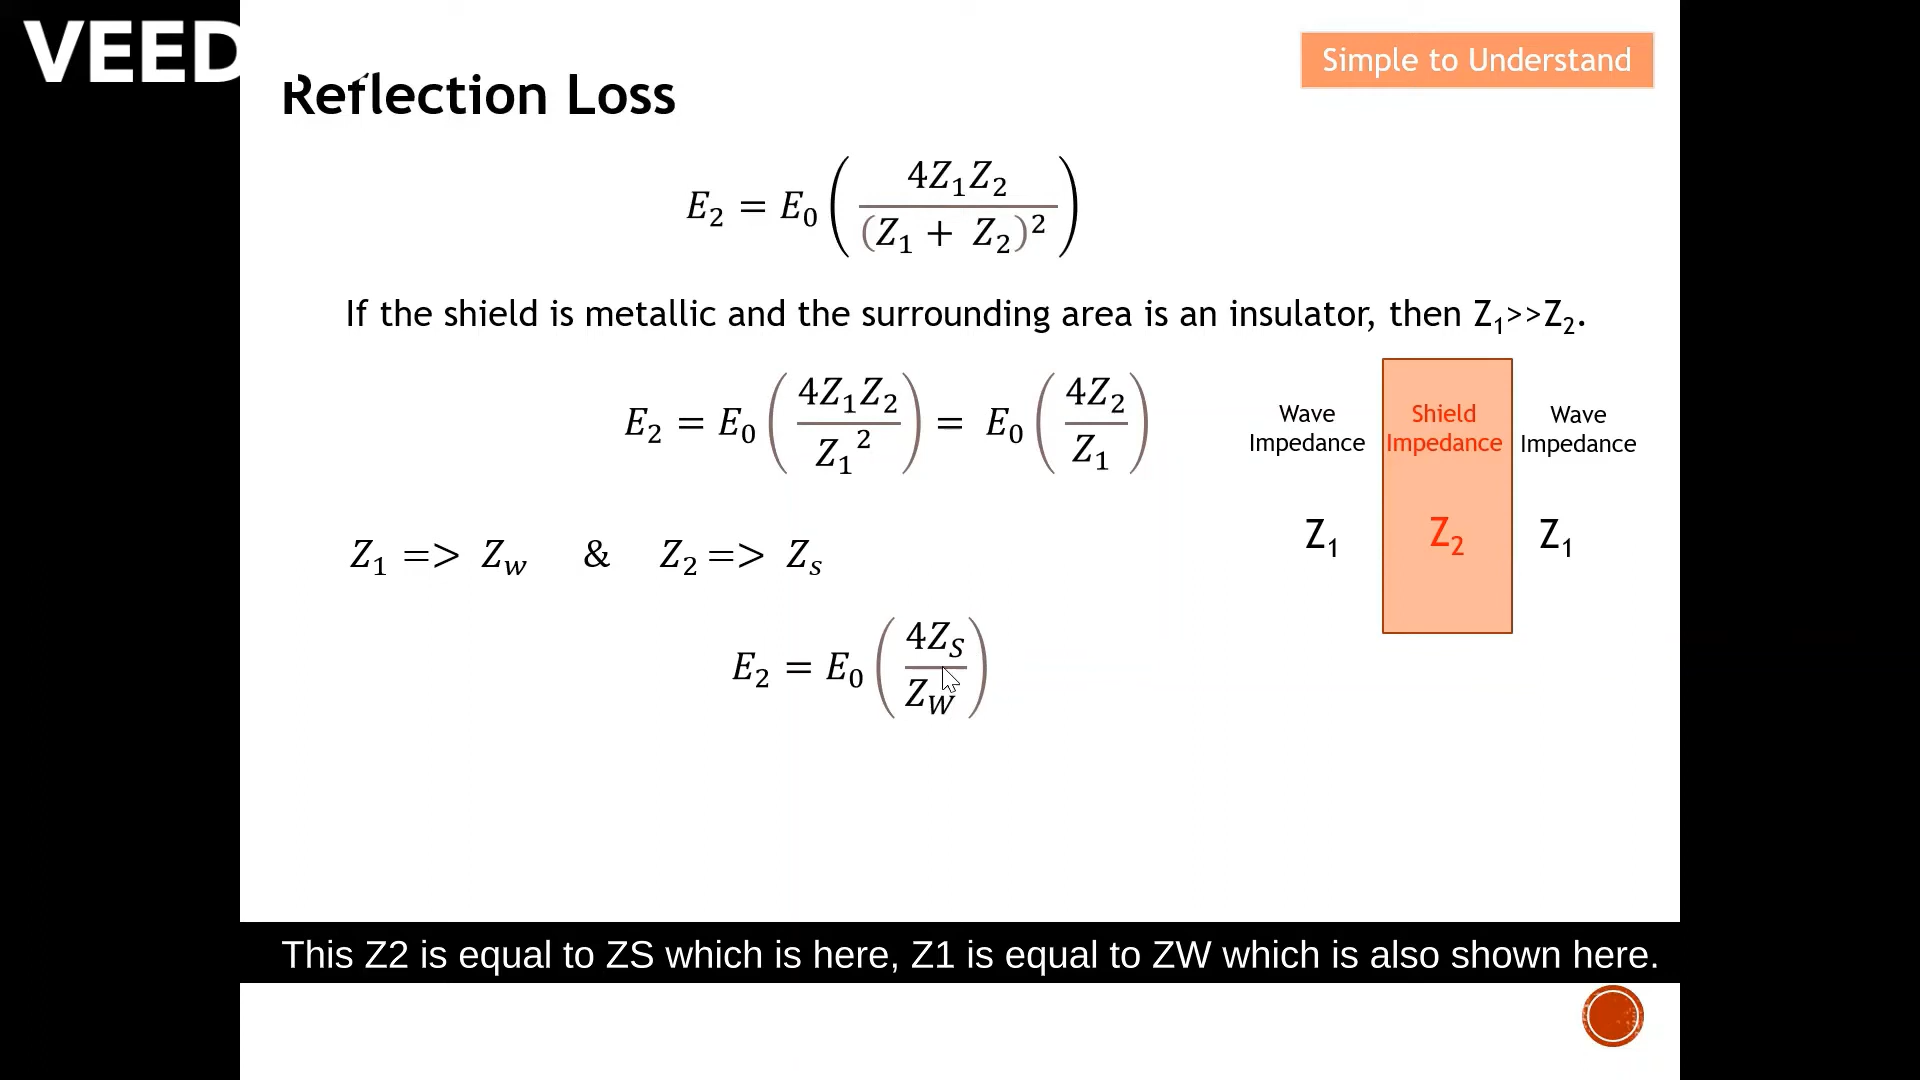 VEED
Simple to Understand
Reflection Loss
E₂ = E₀ ( 4Z₁Z₂ / (Z₁ + Z₂)² )
If the shield is metallic and the surrounding area is an insulator, then Z₁>>Z₂.
E₂ = E₀ ( 4Z₁Z₂ / Z₁² ) = E₀ ( 4Z₂ / Z₁ )
Wave Impedance
Shield Impedance
Wave Impedance
Z₁ Z₂ Z₁
Z₁ => Z_w & Z₂ => Z_s
E₂ = E₀ ( 4Z_S / Z_W )
This Z2 is equal to ZS which is here, Z1 is equal to ZW which is also shown here.